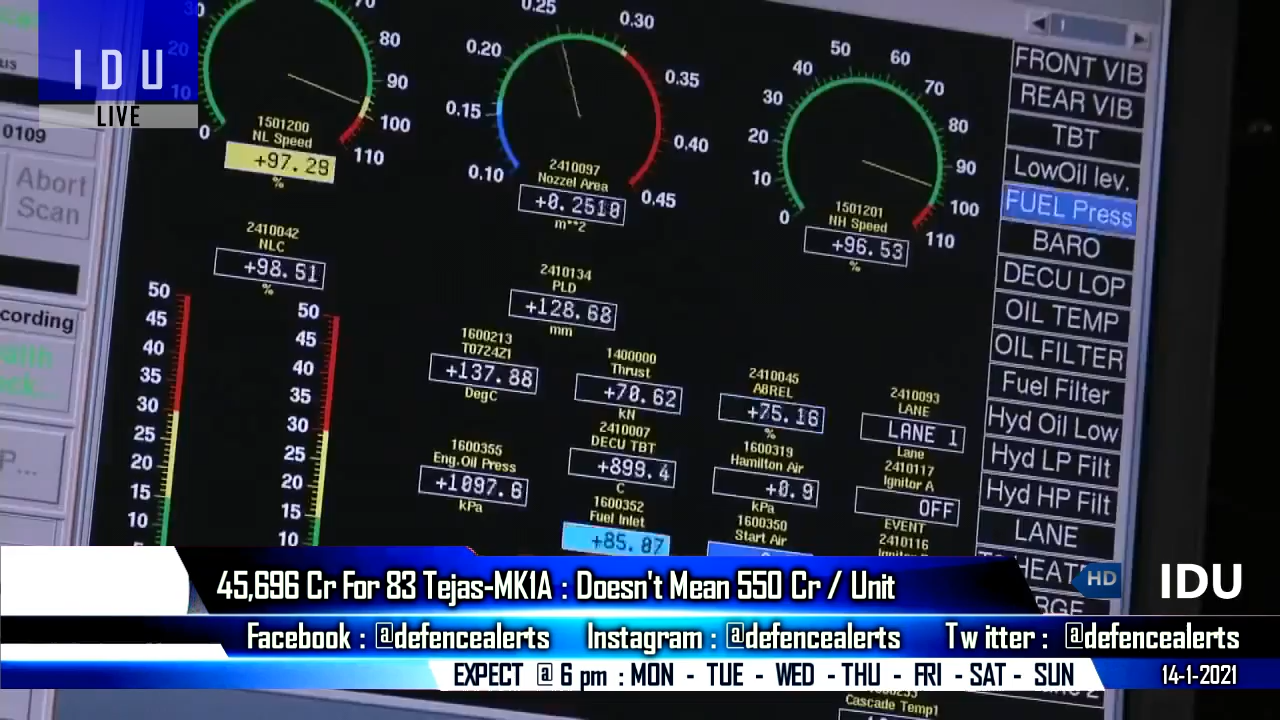 IDU
LIVE
0109
Abort
Scan
cording
P...
10
20
30
70
80
90
100
110
0
1501200
NL Speed
+97.29
%
0.10
0.15
0.20
0.25
0.30
0.35
0.40
0.45
2410097
Nozzel Area
+0.2510
m**2
0
10
20
30
40
50
60
70
80
90
100
110
1501201
NH Speed
+96.53
%
2410042
NLC
+98.51
%
2410134
PLD
+128.68
mm
50
45
40
35
30
25
20
15
10
50
45
40
35
30
25
20
15
10
1600213
T0724Z1
+137.88
DegC
1400000
Thrust
+70.62
KN
2410045
ABREL
+75.16
%
2410093
LANE
LANE 1
Lane
1600355
Eng.Oil Press
+1097.6
kPa
2410007
DECU TBT
+899.4
C
1600319
Hamilton Air
+0.9
kPa
2410117
Ignitor A
OFF
EVENT
1600352
Fuel Inlet
+85.07
1600350
Start Air
2410116
FRONT VIB
REAR VIB
TBT
LowOil lev.
FUEL Press
BARO
DECU LOP
OIL TEMP
OIL FILTER
Fuel Filter
Hyd Oil Low
Hyd LP Filt
Hyd HP Filt
LANE
HD
IDU
45,696 Cr For 83 Tejas-MK1A : Doesn't Mean 550 Cr / Unit
Facebook : @defencealerts Instagram : @defencealerts Twitter : @defencealerts
EXPECT @ 6 pm : MON - TUE - WED - THU - FRI - SAT - SUN
14-1-2021
Cascade Temp1